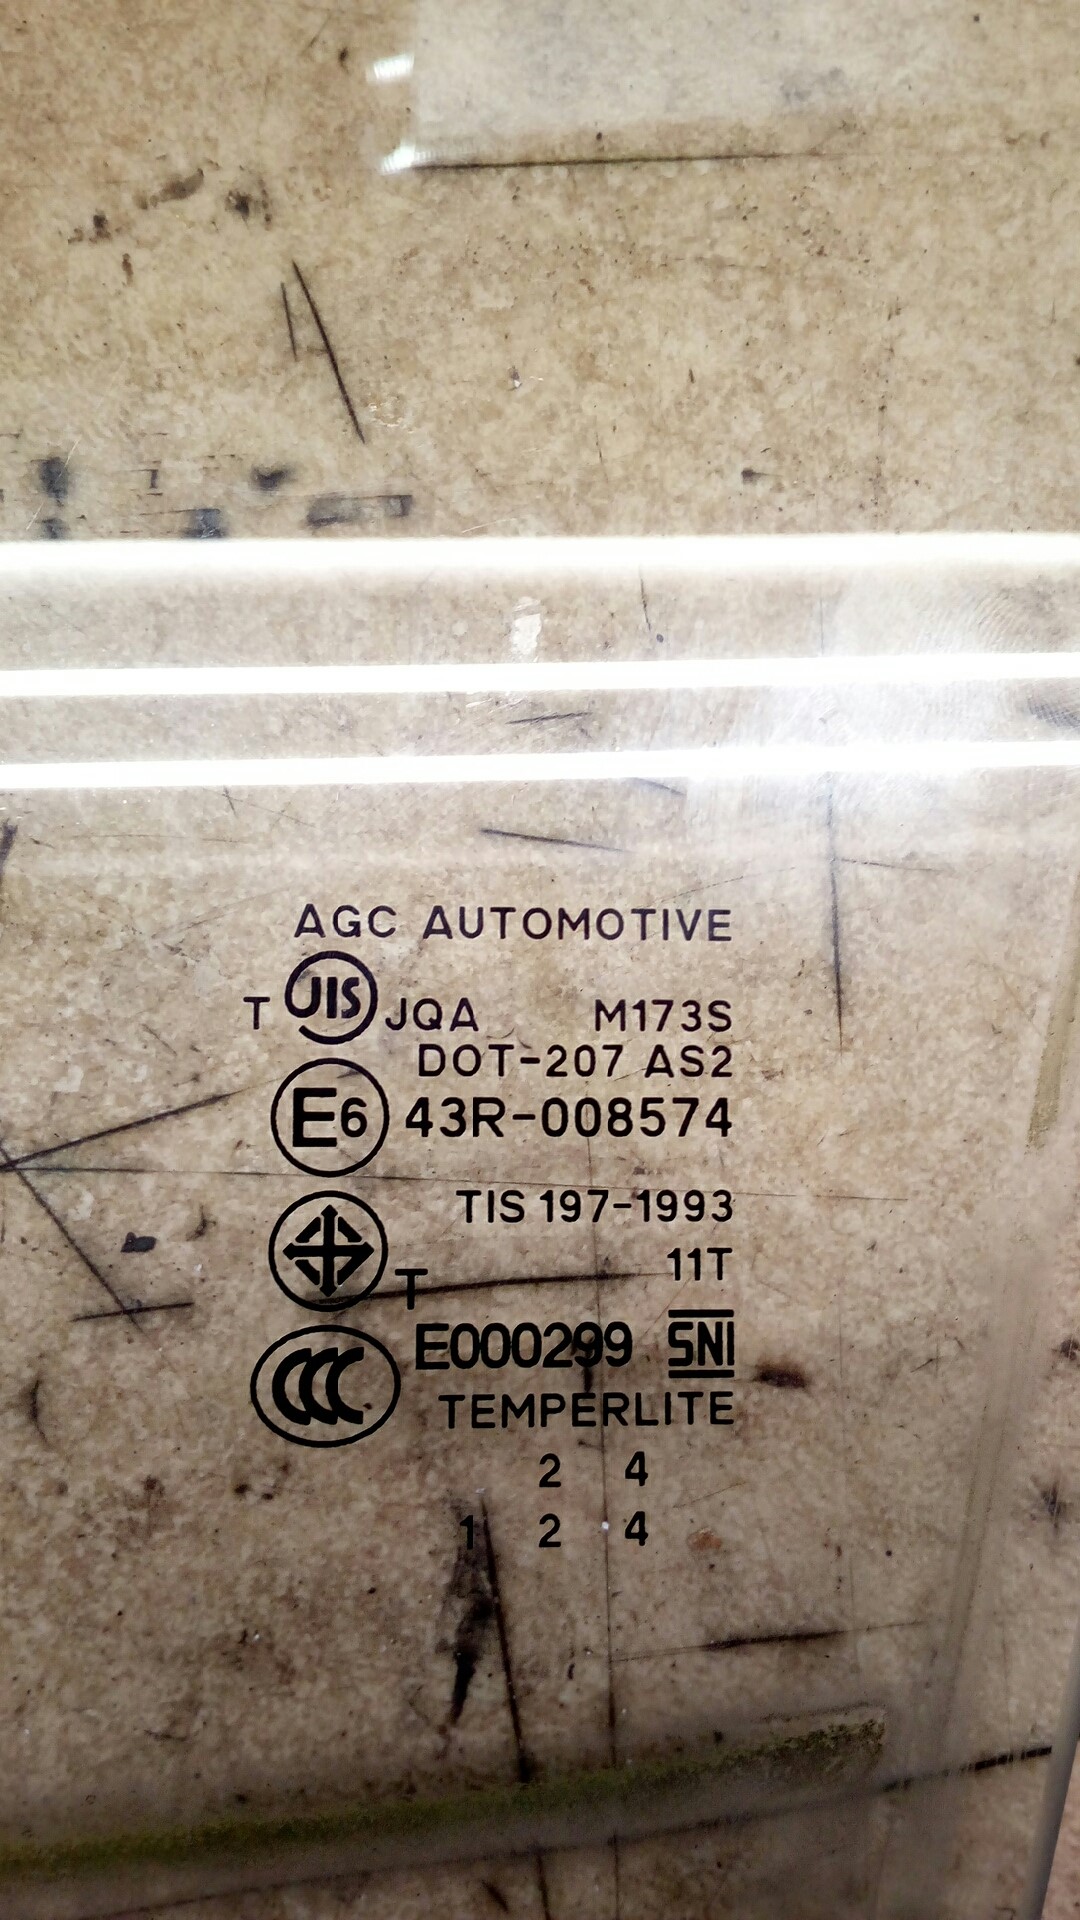 AGC AUTOMOTIVE
T JIS JQA M173S
DOT-207 AS2
E6 43R-008574
TIS 197-1993
T 11T
CCC E000299 SNI
TEMPERLITE
2 4
1 2 4